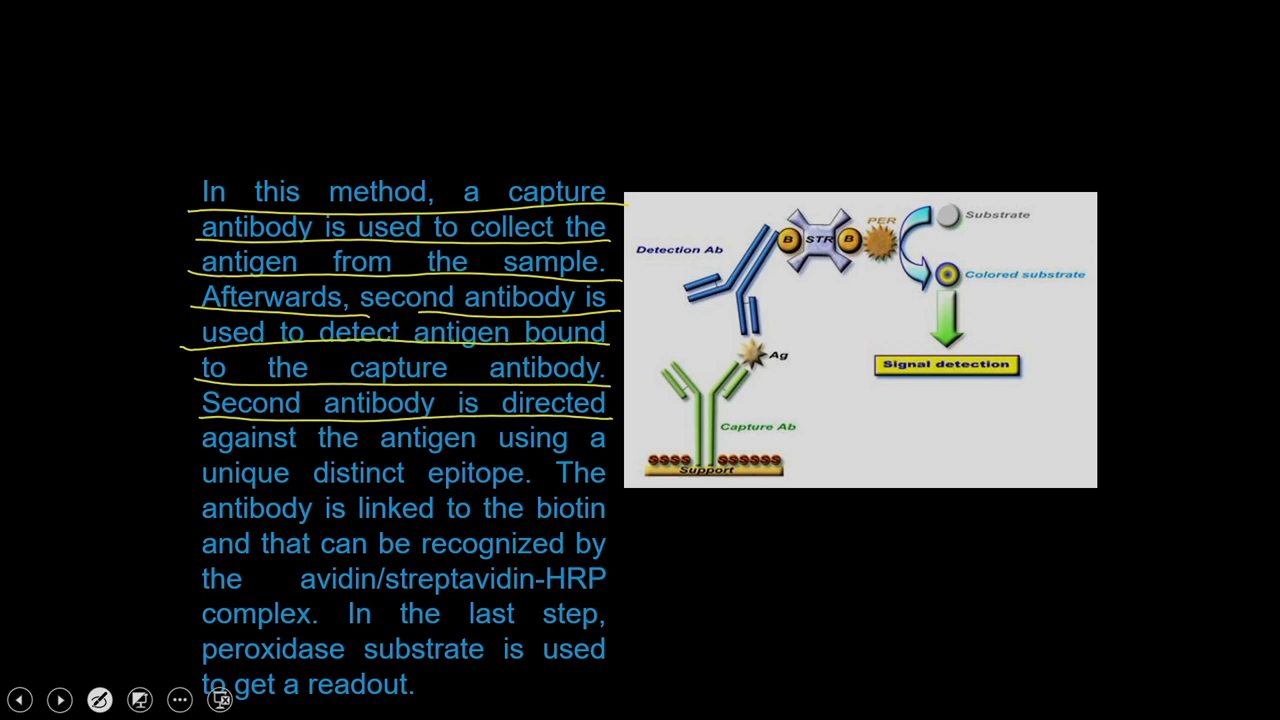 In this method, a capture
antibody is used to collect the
antigen from the sample.
Afterwards, second antibody is
used to detect antigen bound
to the capture antibody.
Second antibody is directed
against the antigen using a
unique distinct epitope. The
antibody is linked to the biotin
and that can be recognized by
the avidin/streptavidin-HRP
complex. In the last step,
peroxidase substrate is used
to get a readout.
PER
Substrate
B
STR
B
Detection Ab
Colored substrate
Ag
Signal detection
Capture Ab
SSSS SSSSSS
Support